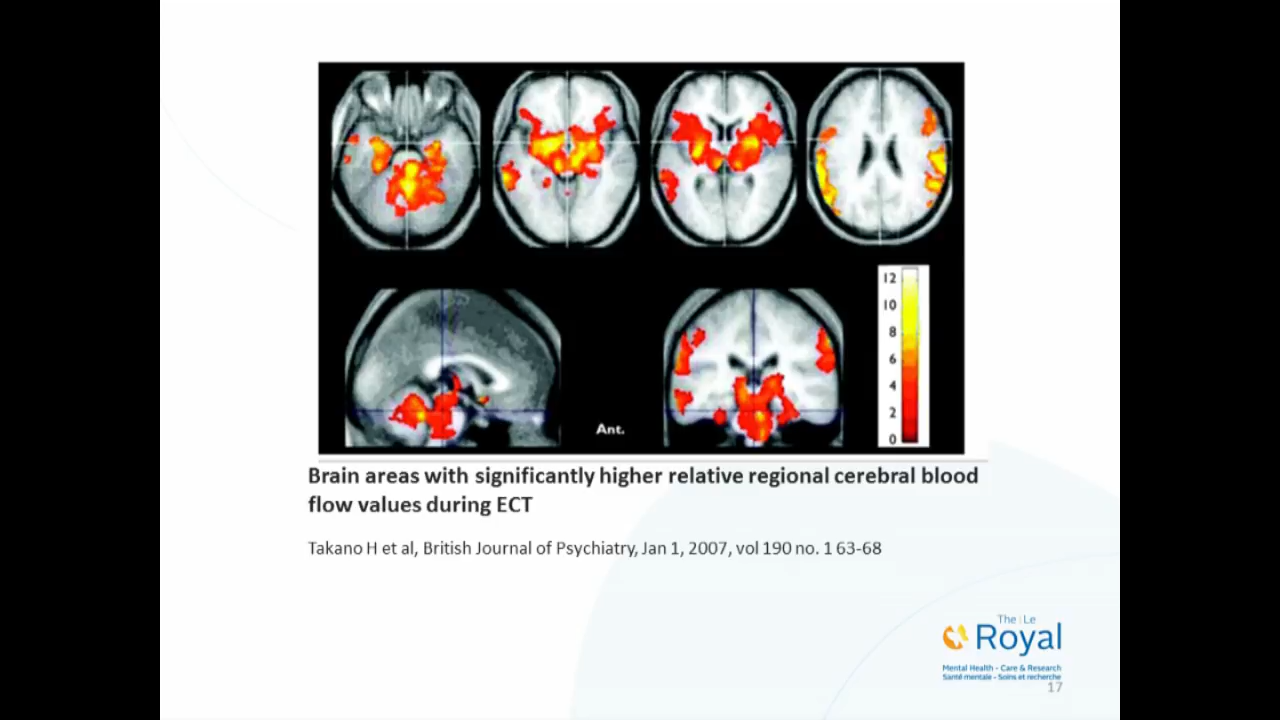 12
10
8
6
4
2
0
Ant.
Brain areas with significantly higher relative regional cerebral blood
flow values during ECT
Takano H et al, British Journal of Psychiatry, Jan 1, 2007, vol 190 no. 1 63-68
The Le
Royal
Mental Health - Care & Research
Santé mentale - Soins et recherche
17